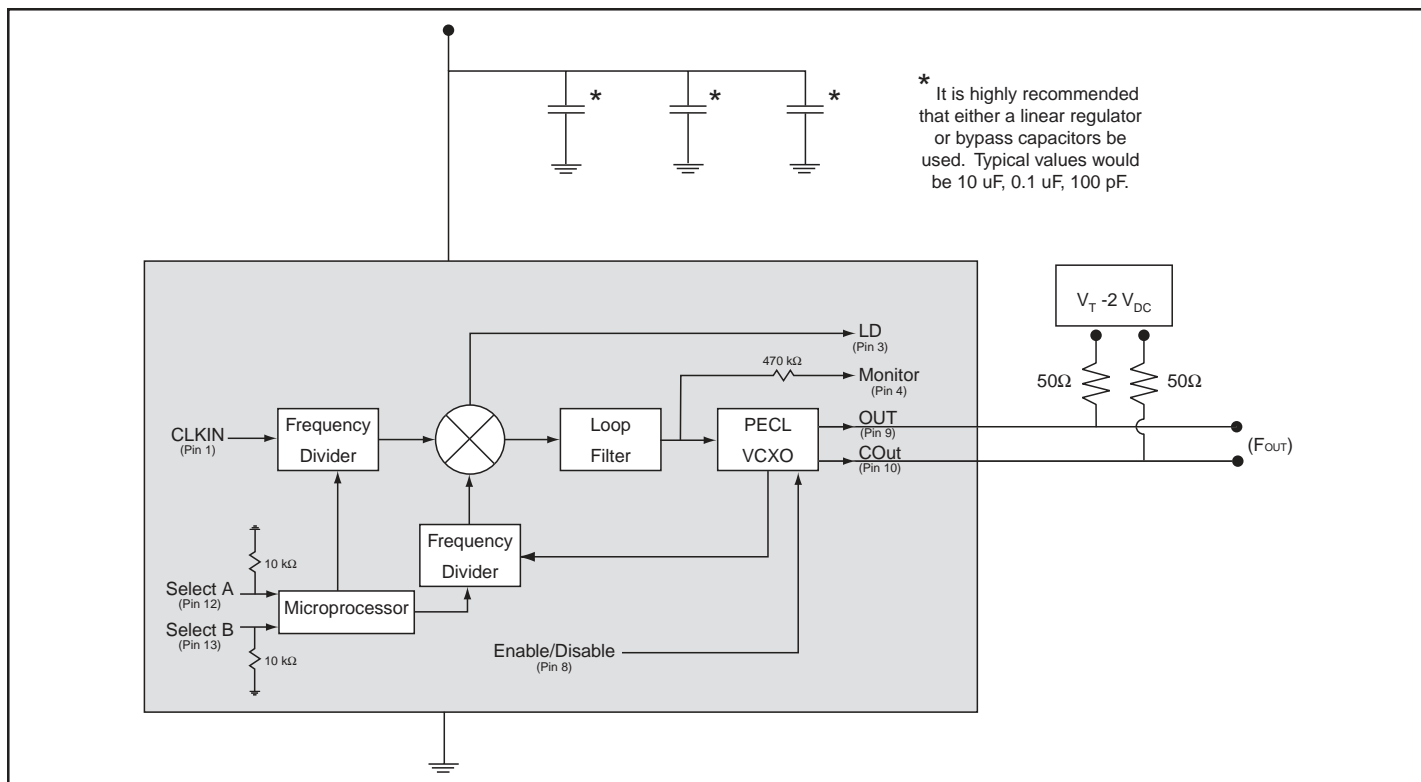 * It is highly recommended
that either a linear regulator
or bypass capacitors be
used. Typical values would
be 10 uF, 0.1 uF, 100 pF.
*
*
*
V_T -2 V_DC
50Ω
50Ω
LD
(Pin 3)
470 kΩ
Monitor
(Pin 4)
CLKIN
(Pin 1)
Frequency
Divider
Loop
Filter
PECL
VCXO
OUT
(Pin 9)
COut
(Pin 10)
(FOUT)
Frequency
Divider
10 kΩ
Select A
(Pin 12)
Microprocessor
Select B
(Pin 13)
10 kΩ
Enable/Disable
(Pin 8)